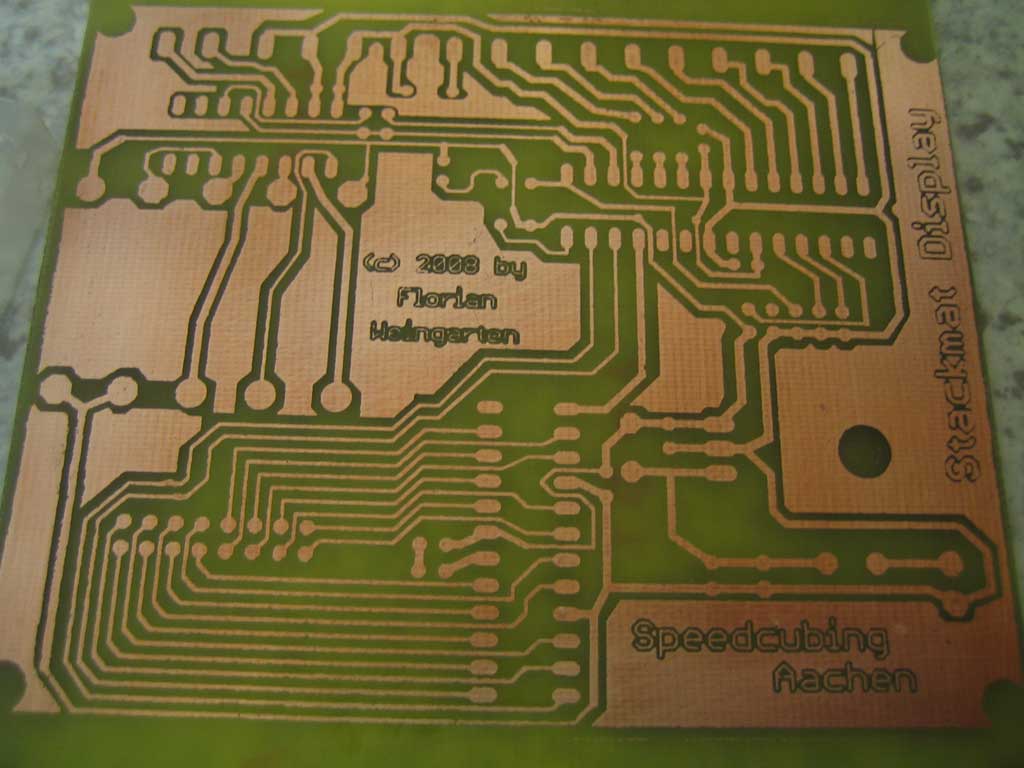 (c) 2008 by
Florian
Weingarten
Stackmat Display
Speedcubing
Aachen